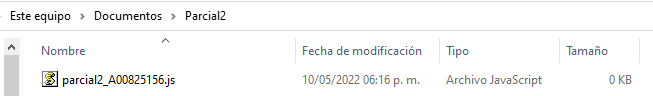 Este equipo > Documentos > Parcial2
Nombre Fecha de modificación Tipo Tamaño
parcial2_A00825156.js 10/05/2022 06:16 p. m. Archivo JavaScript 0 KB